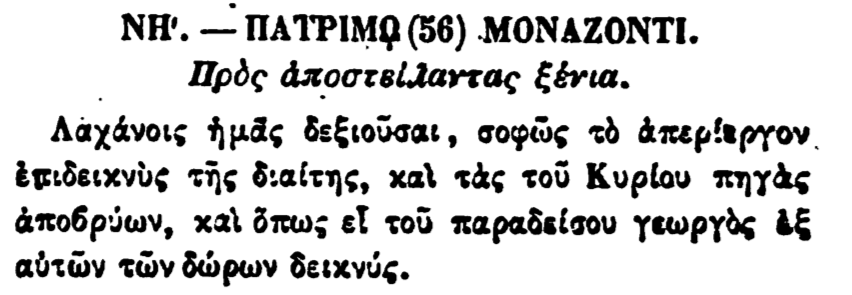 ΝΗ'. — ΠΑΤΡΙΜῼ (56) ΜΟΝΑΖΟΝΤΙ.
Πρὸς ἀποστείλαντας ξένια.
Λαχάνοις ἡμᾶς δεξιοῦσαι, σοφῶς τὸ ἀπερίεργον
ἐπιδεικνὺς τῆς διαίτης, καὶ τὰς τοῦ Κυρίου πηγὰς
ἀποβρύων, καὶ ὅπως εἶ τοῦ παραδείσου γεωργὸς ἐξ
αὐτῶν τῶν δώρων δεικνύς.